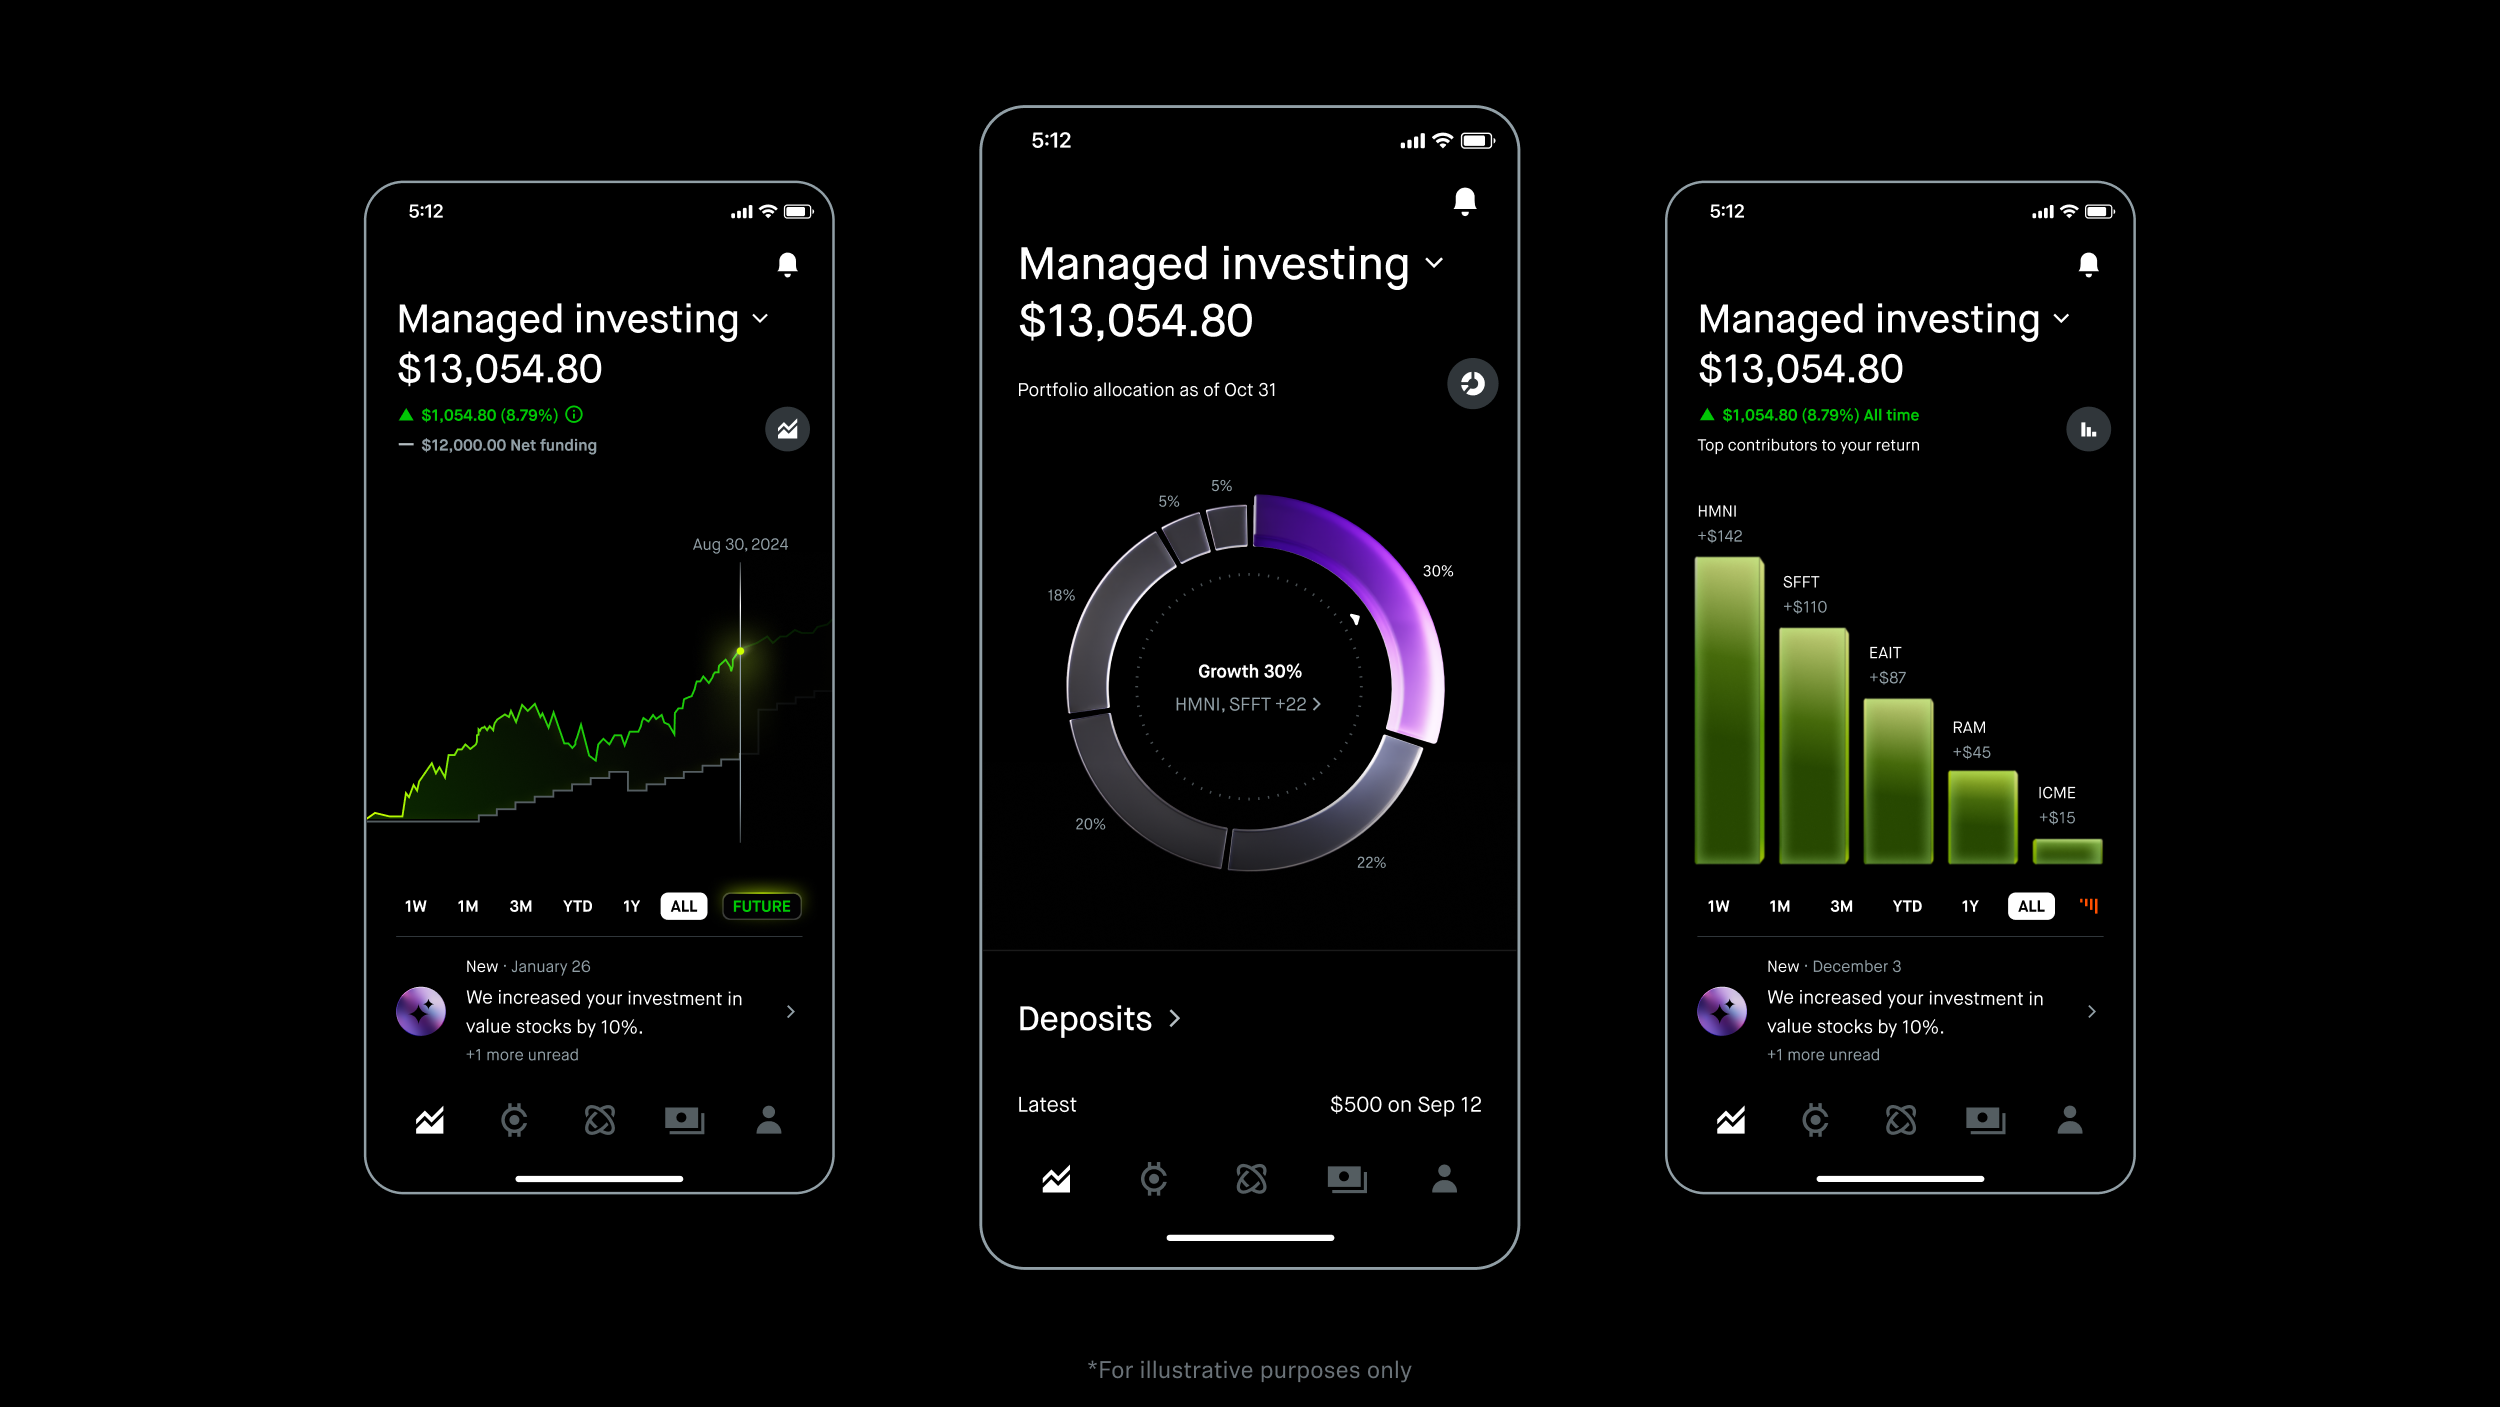 5:12
Managed investing
$13,054.80
$1,054.80 (8.79%)
$12,000.00 Net funding
Aug 30, 2024
1W 1M 3M YTD 1Y ALL FUTURE
New · January 26
We increased your investment in
value stocks by 10%.
+1 more unread
5:12
Managed investing
$13,054.80
Portfolio allocation as of Oct 31
5%
5%
30%
18%
Growth 30%
HMNI, SFFT +22
20%
22%
Deposits
Latest $500 on Sep 12
5:12
Managed investing
$13,054.80
$1,054.80 (8.79%) All time
Top contributors to your return
HMNI
+$142
SFFT
+$110
EAIT
+$87
RAM
+$45
ICME
+$15
1W 1M 3M YTD 1Y ALL
New · December 3
We increased your investment in
value stocks by 10%.
+1 more unread
*For illustrative purposes only